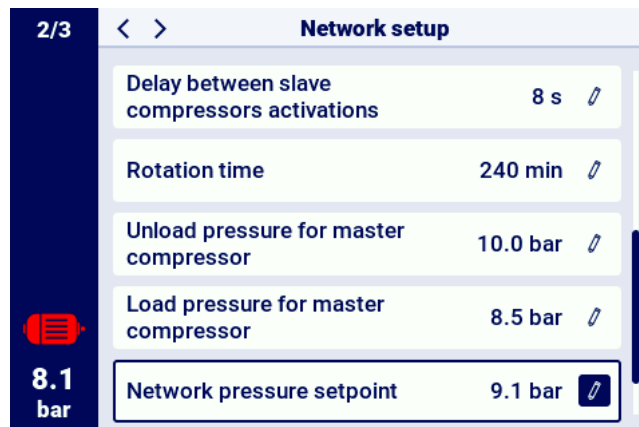 2/3
Network setup
Delay between slave
compressors activations
8 s
Rotation time
240 min
Unload pressure for master
compressor
10.0 bar
Load pressure for master
compressor
8.5 bar
Network pressure setpoint
9.1 bar
8.1
bar